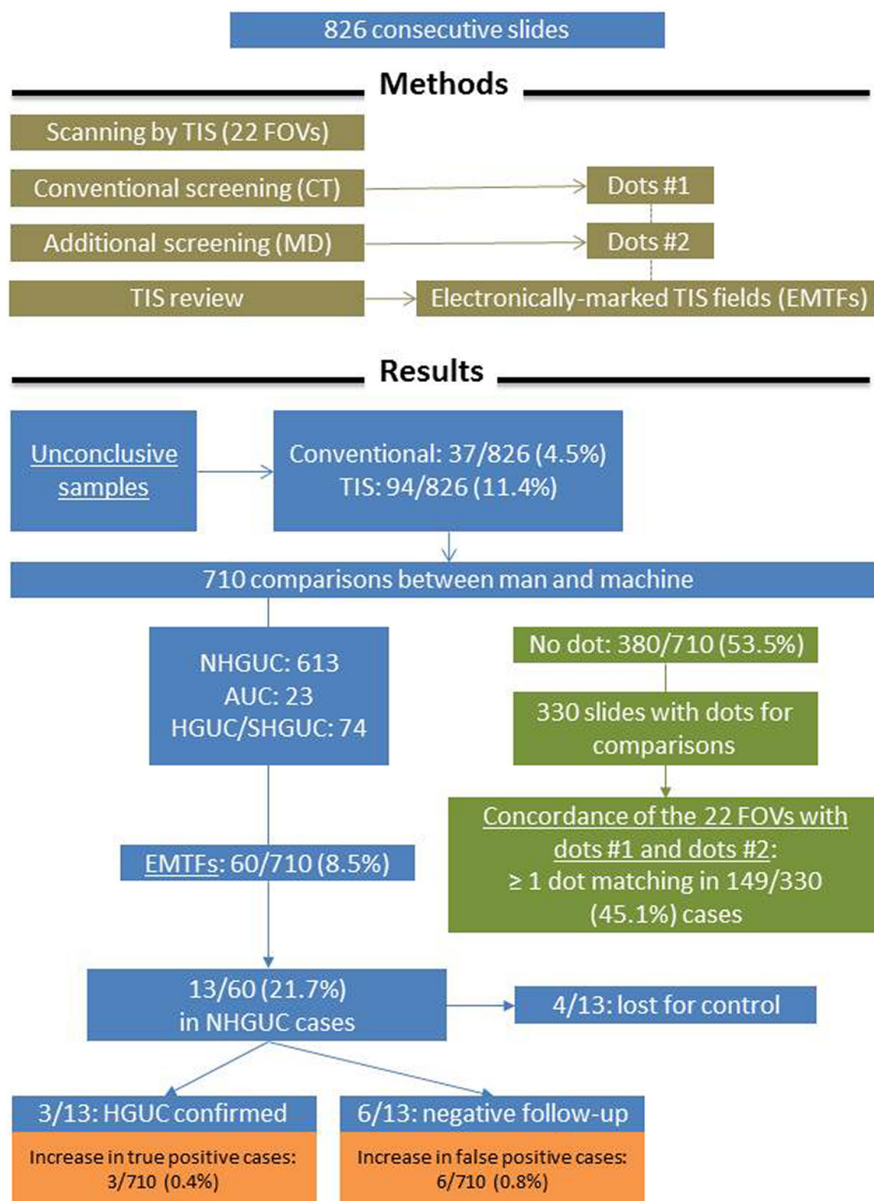 826 consecutive slides
Methods
Scanning by TIS (22 FOVs)
Conventional screening (CT)
Dots #1
Additional screening (MD)
Dots #2
TIS review
Electronically-marked TIS fields (EMTFs)
Results
Unconclusive
samples
Conventional: 37/826 (4.5%)
TIS: 94/826 (11.4%)
710 comparisons between man and machine
NHGUC: 613
AUC: 23
HGUC/SHGUC: 74
No dot: 380/710 (53.5%)
330 slides with dots for
comparisons
Concordance of the 22 FOVs with
dots #1 and dots #2:
≥ 1 dot matching in 149/330
(45.1%) cases
EMTFs: 60/710 (8.5%)
13/60 (21.7%)
in NHGUC cases
4/13: lost for control
3/13: HGUC confirmed
Increase in true positive cases:
3/710 (0.4%)
6/13: negative follow-up
Increase in false positive cases:
6/710 (0.8%)